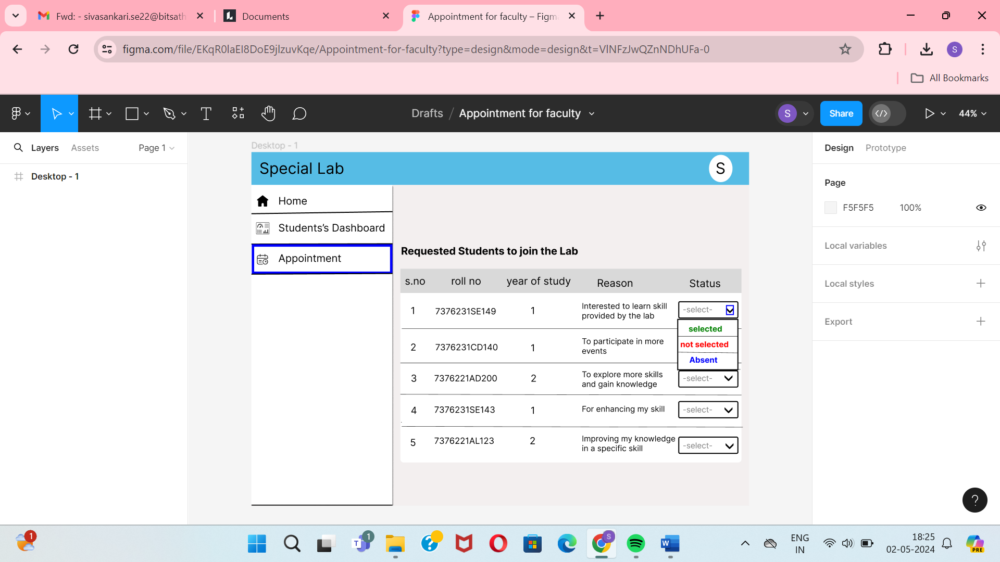 Fwd: - sivasankari.se22@bitsath
Documents
Appointment for faculty – Figm
figma.com/file/EKqR0laEI8DoE9jlzuvKqe/Appointment-for-faculty?type=design&mode=design&t=VlNFzJwQZnNDhUFa-0
S
All Bookmarks
Drafts / Appointment for faculty
S
Share
44%
Layers
Assets
Page 1
Desktop - 1
Desktop - 1
Special Lab
S
Home
Students’s Dashboard
Appointment
Requested Students to join the Lab
s.no roll no year of study Reason Status
1 7376231SE149 1 Interested to learn skill
provided by the lab
-select-
selected
not selected
Absent
2 7376231CD140 1 To participate in more
events
3 7376221AD200 2 To explore more skills
and gain knowledge
-select-
4 7376231SE143 1 For enhancing my skill -select-
5 7376221AL123 2 Improving my knowledge
in a specific skill
-select-
Design
Prototype
Page
F5F5F5 100%
Local variables
Local styles
Export
?
1
1
S
ENG
IN
18:25
02-05-2024
PRE